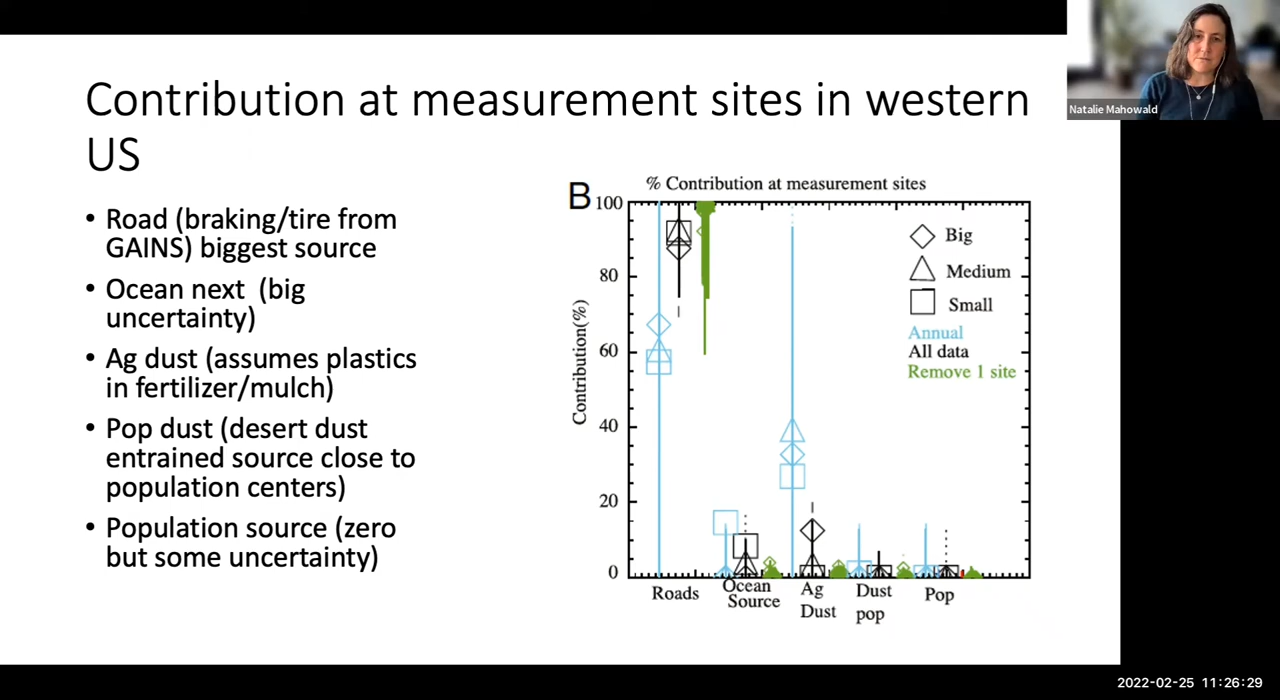 Contribution at measurement sites in western
US
• Road (braking/tire from
GAINS) biggest source
• Ocean next (big
uncertainty)
• Ag dust (assumes plastics
in fertilizer/mulch)
• Pop dust (desert dust
entrained source close to
population centers)
• Population source (zero
but some uncertainty)
B
% Contribution at measurement sites
Contribution(%)
100
80
60
40
20
0
Big
Medium
Small
Annual
All data
Remove 1 site
Roads
Ocean
Source
Ag
Dust
Dust
pop
Pop
Natalie Mahowald
2022-02-25 11:26:29